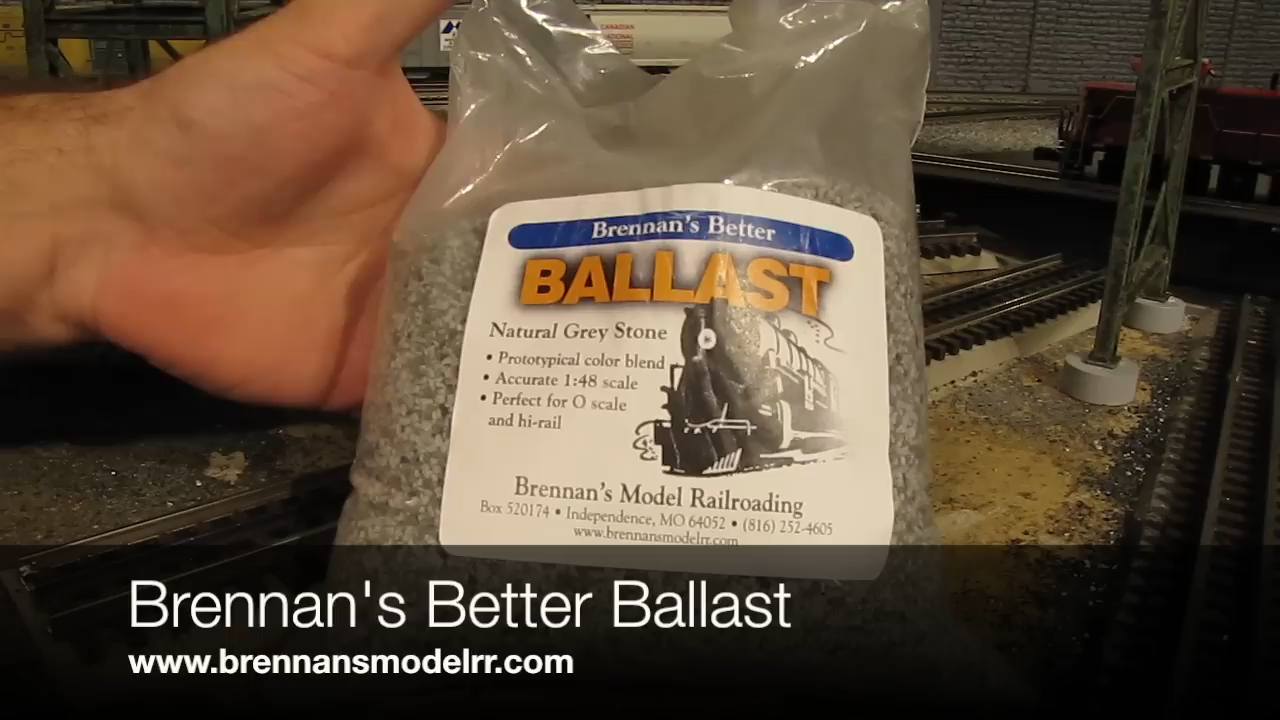 CANADIAN
NATIONAL
Brennan's Better
BALLAST
Natural Grey Stone
• Prototypical color blend
• Accurate 1:48 scale
• Perfect for O scale
and hi-rail
Brennan's Model Railroading
Box 520174 • Independence, MO 64052 • (816) 252-4605
www.brennansmodelrr.com
Brennan's Better Ballast
www.brennansmodelrr.com